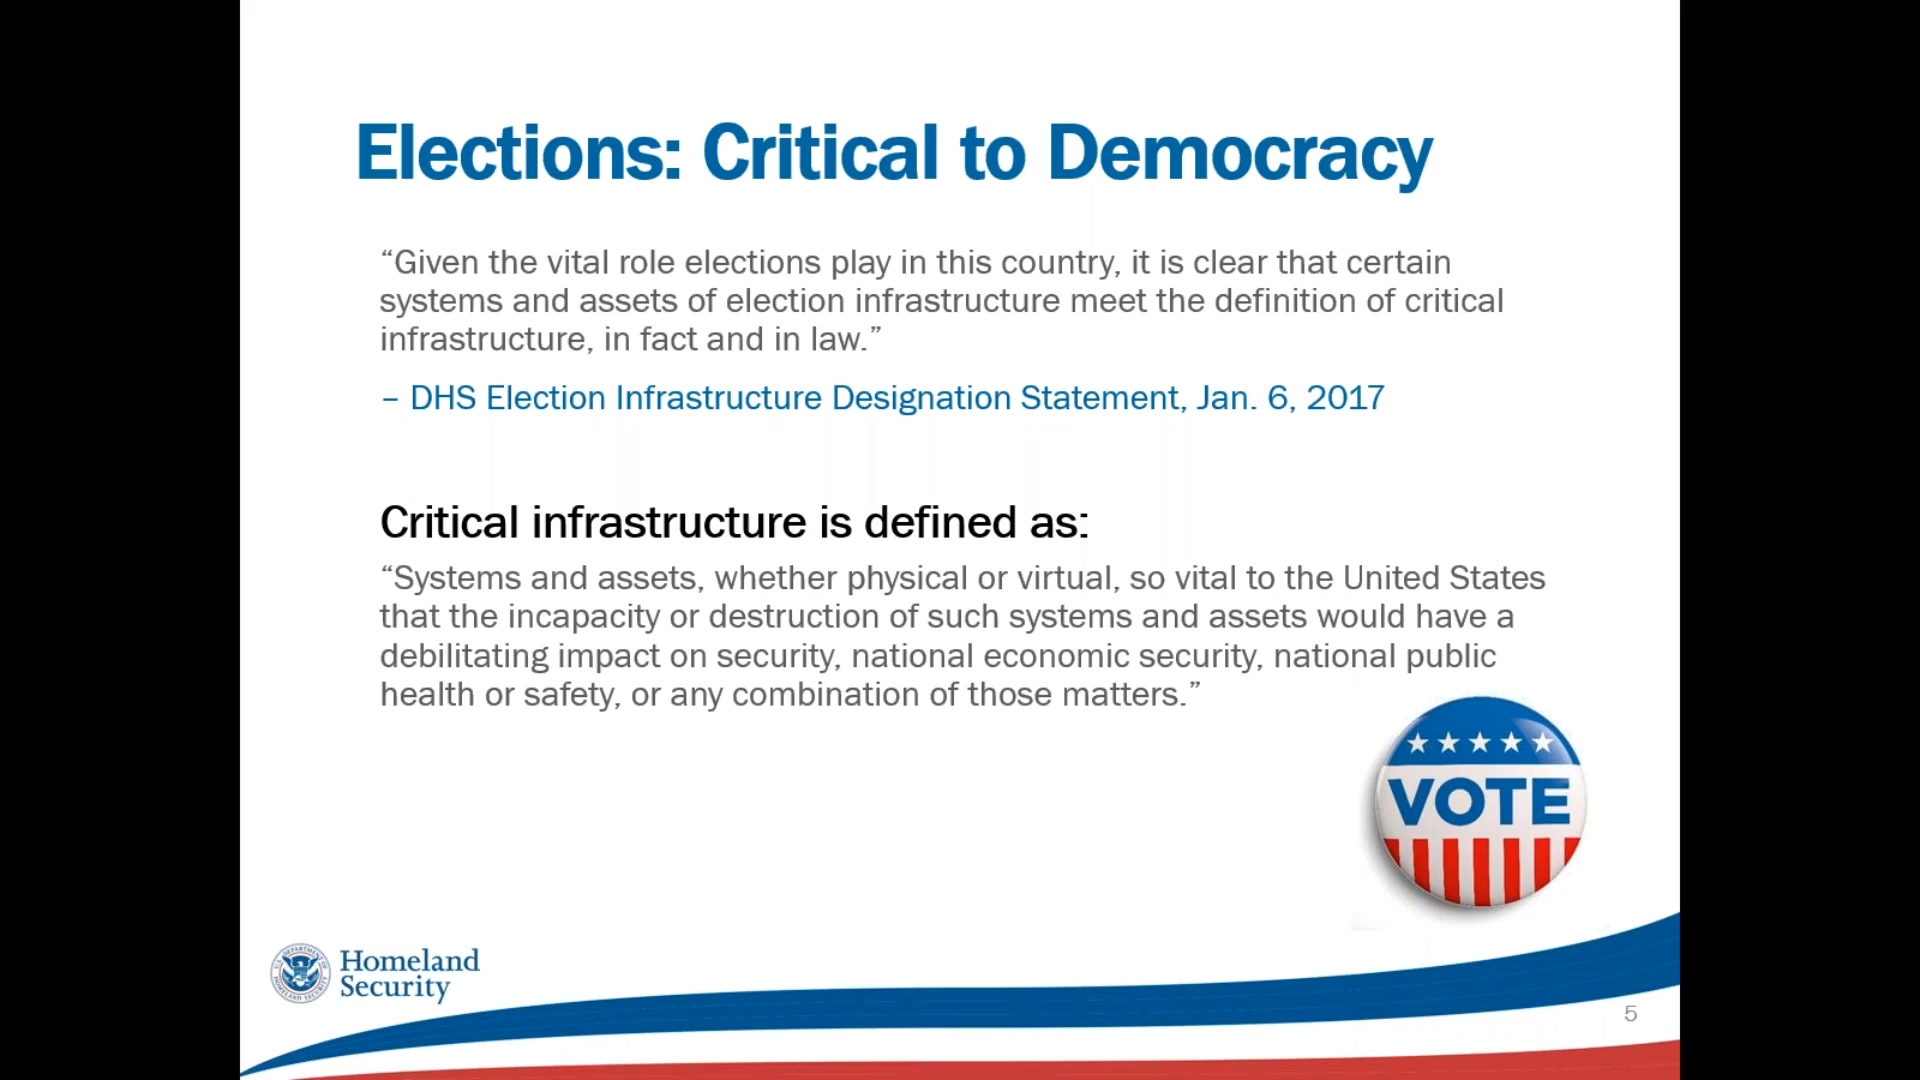 Elections: Critical to Democracy
“Given the vital role elections play in this country, it is clear that certain
systems and assets of election infrastructure meet the definition of critical
infrastructure, in fact and in law.”
– DHS Election Infrastructure Designation Statement, Jan. 6, 2017
Critical infrastructure is defined as:
“Systems and assets, whether physical or virtual, so vital to the United States
that the incapacity or destruction of such systems and assets would have a
debilitating impact on security, national economic security, national public
health or safety, or any combination of those matters.”
VOTE
Homeland
Security
5